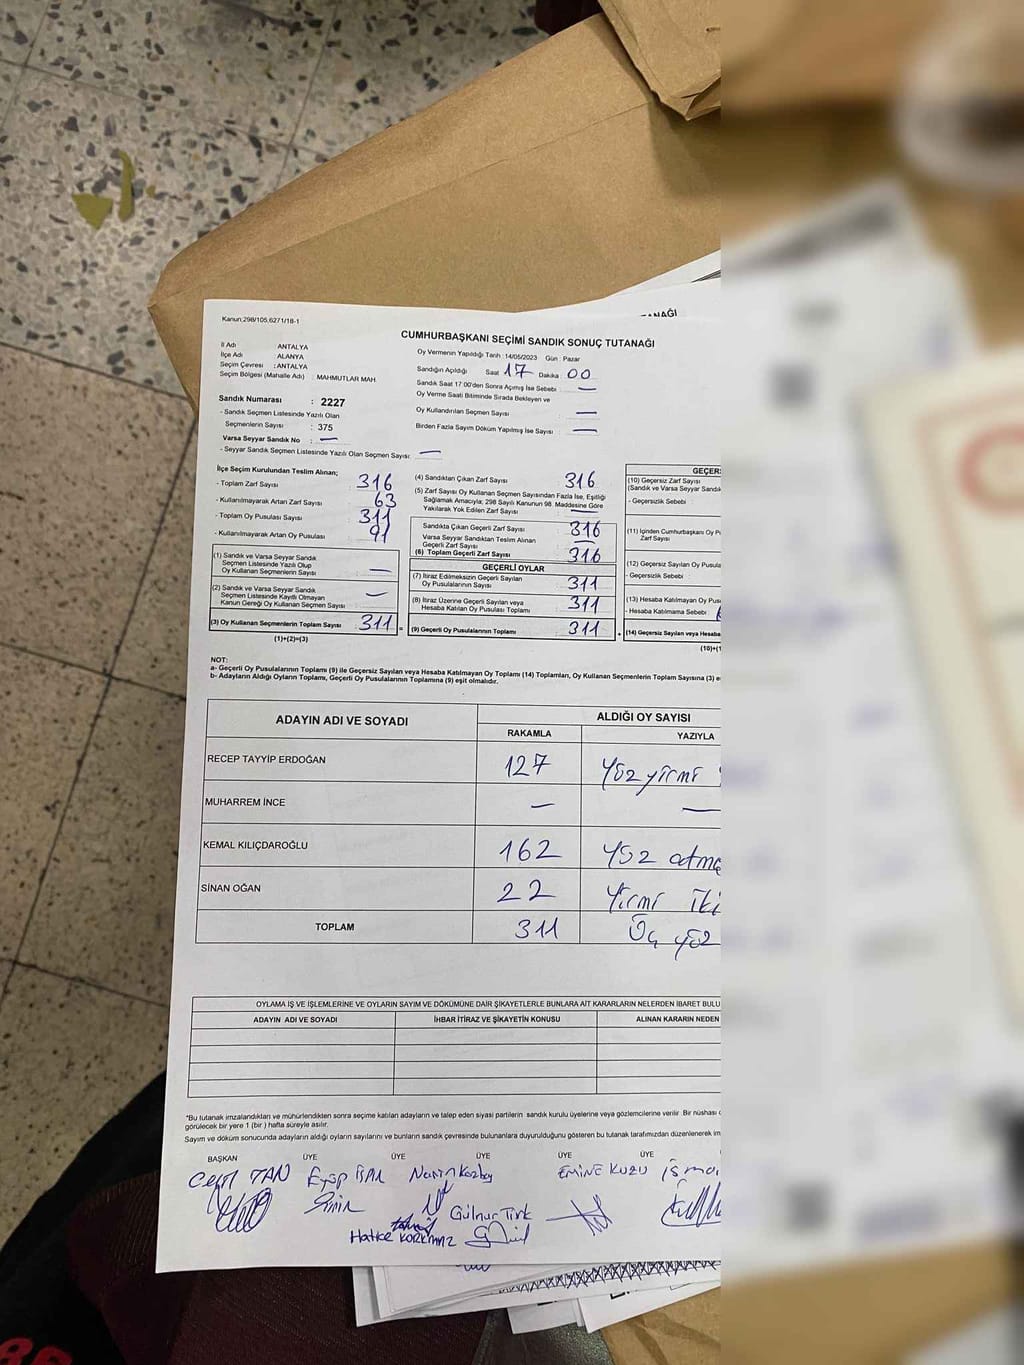 Kanun:298/105,6271/18-1
CUMHURBAŞKANI SEÇİMİ SANDIK SONUÇ TUTANAĞI
İl Adı ANTALYA
İlçe Adı ALANYA
Seçim Çevresi : ANTALYA
Seçim Bölgesi (Mahalle Adı) : MAHMUTLAR MAH.
Oy Vermenin Yapıldığı Tarih :14/05/2023 Gün : Pazar
Sandığın Açıldığı Saat 17 Dakika : 00
Sandık Saat 17:00'den Sonra Açımış İse Sebebi : —
Oy Verme Saati Bitiminde Sırada Bekleyen ve
Oy Kullandırılan Seçmen Sayısı —
Birden Fazla Sayım Döküm Yapılmış İse Sayısı —
Sandık Numarası : 2227
- Sandık Seçmen Listesinde Yazılı Olan
Seçmenlerin Sayısı : 375
Varsa Seyyar Sandık No : —
- Seyyar Sandık Seçmen Listesinde Yazılı Olan Seçmen Sayısı: —
İlçe Seçim Kurulundan Teslim Alınan;
- Toplam Zarf Sayısı 316
- Kullanılmayarak Artan Zarf Sayısı 63
- Toplam Oy Pusulası Sayısı 311
- Kullanılmayarak Artan Oy Pusulası 91
(1) Sandık ve Varsa Seyyar Sandık
Seçmen Listesinde Yazılı Olup
Oy Kullanan Seçmenlerin Sayısı : —
(2) Sandık ve Varsa Seyyar Sandık
Seçmen Listesinde Kayıtlı Olmayan
Kanun Gereği Oy Kullanan Seçmen Sayısı : —
(3) Oy Kullanan Seçmenlerin Toplam Sayısı 311 =
(1)+(2)=(3)
(4) Sandıktan Çıkan Zarf Sayısı 316
(5) Zarf Sayısı Oy Kullanan Seçmen Sayısından Fazla İse, Eşitliği
Sağlamak Amacıyla; 298 Sayılı Kanunun 98. Maddesine Göre
Yakılarak Yok Edilen Zarf Sayısı : —
Sandıkta Çıkan Geçerli Zarf Sayısı 316
Varsa Seyyar Sandıktan Teslim Alınan
Geçerli Zarf Sayısı —
(6) Toplam Geçerli Zarf Sayısı 316
GEÇERLİ OYLAR
(7) İtiraz Edilmeksizin Geçerli Sayılan
Oy Pusulalarının Sayısı 311
(8) İtiraz Üzerine Geçerli Sayılan veya
Hesaba Katılan Oy Pusulası Toplamı 311
(9) Geçerli Oy Pusulalarının Toplamı 311 +
(10) Geçersiz Zarf Sayısı
(Sandık ve Varsa Seyyar
- Geçersizlik Sebebi :
(11) İçinden Cumhurbaşkanı Oy
Zarf Sayısı
(12) Geçersiz Sayılan Oy
- Geçersizlik Sebebi :
(13) Hesaba Katılmayan Oy
- Hesaba Katılmama Sebebi :
(14) Geçersiz Sayılan veya Hesaba
NOT:
a- Geçerli Oy Pusulalarının Toplamı (9) ile Geçersiz Sayılan veya Hesaba Katılmayan Oy Toplamı (14) Toplamları, Oy Kullanan Seçmenlerin Toplam Sayısına (3)
b- Adayların Aldığı Oyların Toplamı, Geçerli Oy Pusulalarının Toplamına (9) eşit olmalıdır.
ADAYIN ADI VE SOYADI ALDIĞI OY SAYISI
RAKAMLA YAZIYLA
RECEP TAYYİP ERDOĞAN 127 Yüz yirmi
MUHARREM İNCE — —
KEMAL KILIÇDAROĞLU 162 Yüz
SİNAN OĞAN 22 Yirmi iki
TOPLAM 311 Üç yüz
OYLAMA İŞ VE İŞLEMLERİNE VE OYLARIN SAYIM VE DÖKÜMÜNE DAİR ŞİKAYETLERLE BUNLARA AİT KARARLARIN NELERDEN İBARET
ADAYIN ADI VE SOYADI İHBAR İTİRAZ VE ŞİKAYETİN KONUSU ALINAN KARARIN NEDEN
*Bu tutanak imzalandıktan ve mühürlendikten sonra seçime katılan adayların ve talep eden siyasi partilerin sandık kurulu üyelerine veya gözlemcilerine verilir. Bir nüshası
görülecek bir yere 1 (bir) hafta süreyle asılır.
Sayım ve döküm sonucunda adayların aldığı oyların sayılarını ve bunların sandık çevresinde bulunanlara duyurulduğunu gösteren bu tutanak tarafımızdan düzenlenerek
BAŞKAN ÜYE ÜYE ÜYE ÜYE
TAN Eyüp EMİNE KUZU
Gülnur Türk
Hatice KORKMAZ